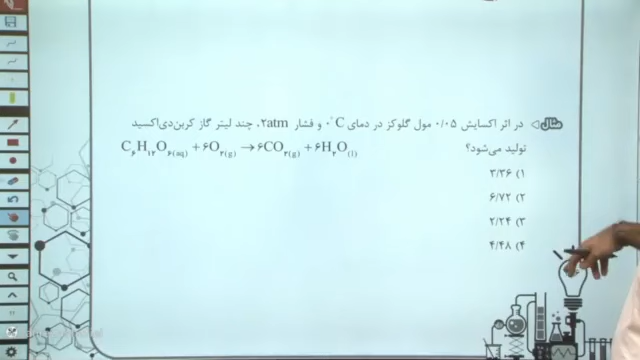 مثال ◁ در اثر اکسایش ۰/۰۵ مول گلوکز در دمای ۰°C و فشار ۲atm، چند لیتر گاز کربن‌دی‌اکسید
تولید می‌شود؟ C۶H۱۲O۶(aq) + ۶O۲(g) → ۶CO۲(g) + ۶H۲O(l)
۱) ۳/۳۶
۲) ۶/۷۲
۳) ۲/۲۴
۴) ۴/۴۸